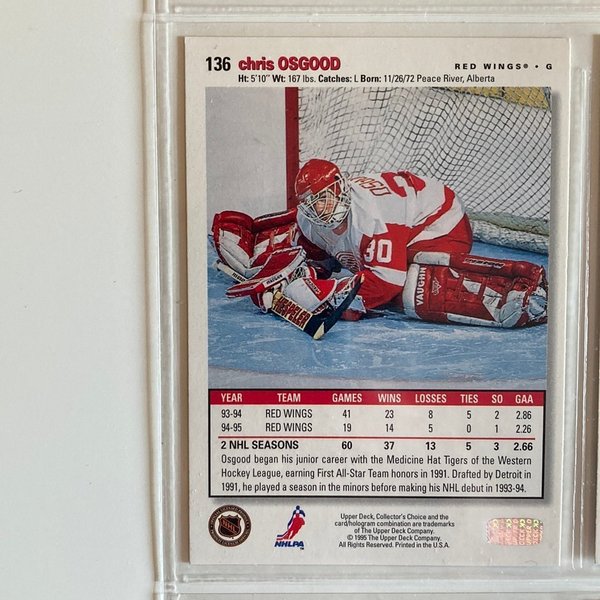 136 chris OSGOOD RED WINGS® • G
Ht: 5'10" Wt: 167 lbs. Catches: L Born: 11/26/72 Peace River, Alberta
30
VAUGHN
YEAR TEAM GAMES WINS LOSSES TIES SO GAA
93-94 RED WINGS 41 23 8 5 2 2.86
94-95 RED WINGS 19 14 5 0 1 2.26
2 NHL SEASONS 60 37 13 5 3 2.66
Osgood began his junior career with the Medicine Hat Tigers of the Western
Hockey League, earning First All-Star Team honors in 1991. Drafted by Detroit in
1991, he played a season in the minors before making his NHL debut in 1993-94.
NHL
NHLPA
Upper Deck, Collector's Choice and the
card/hologram combination are trademarks
of The Upper Deck Company.
© 1995 The Upper Deck Company.
All Rights Reserved. Printed in the U.S.A.